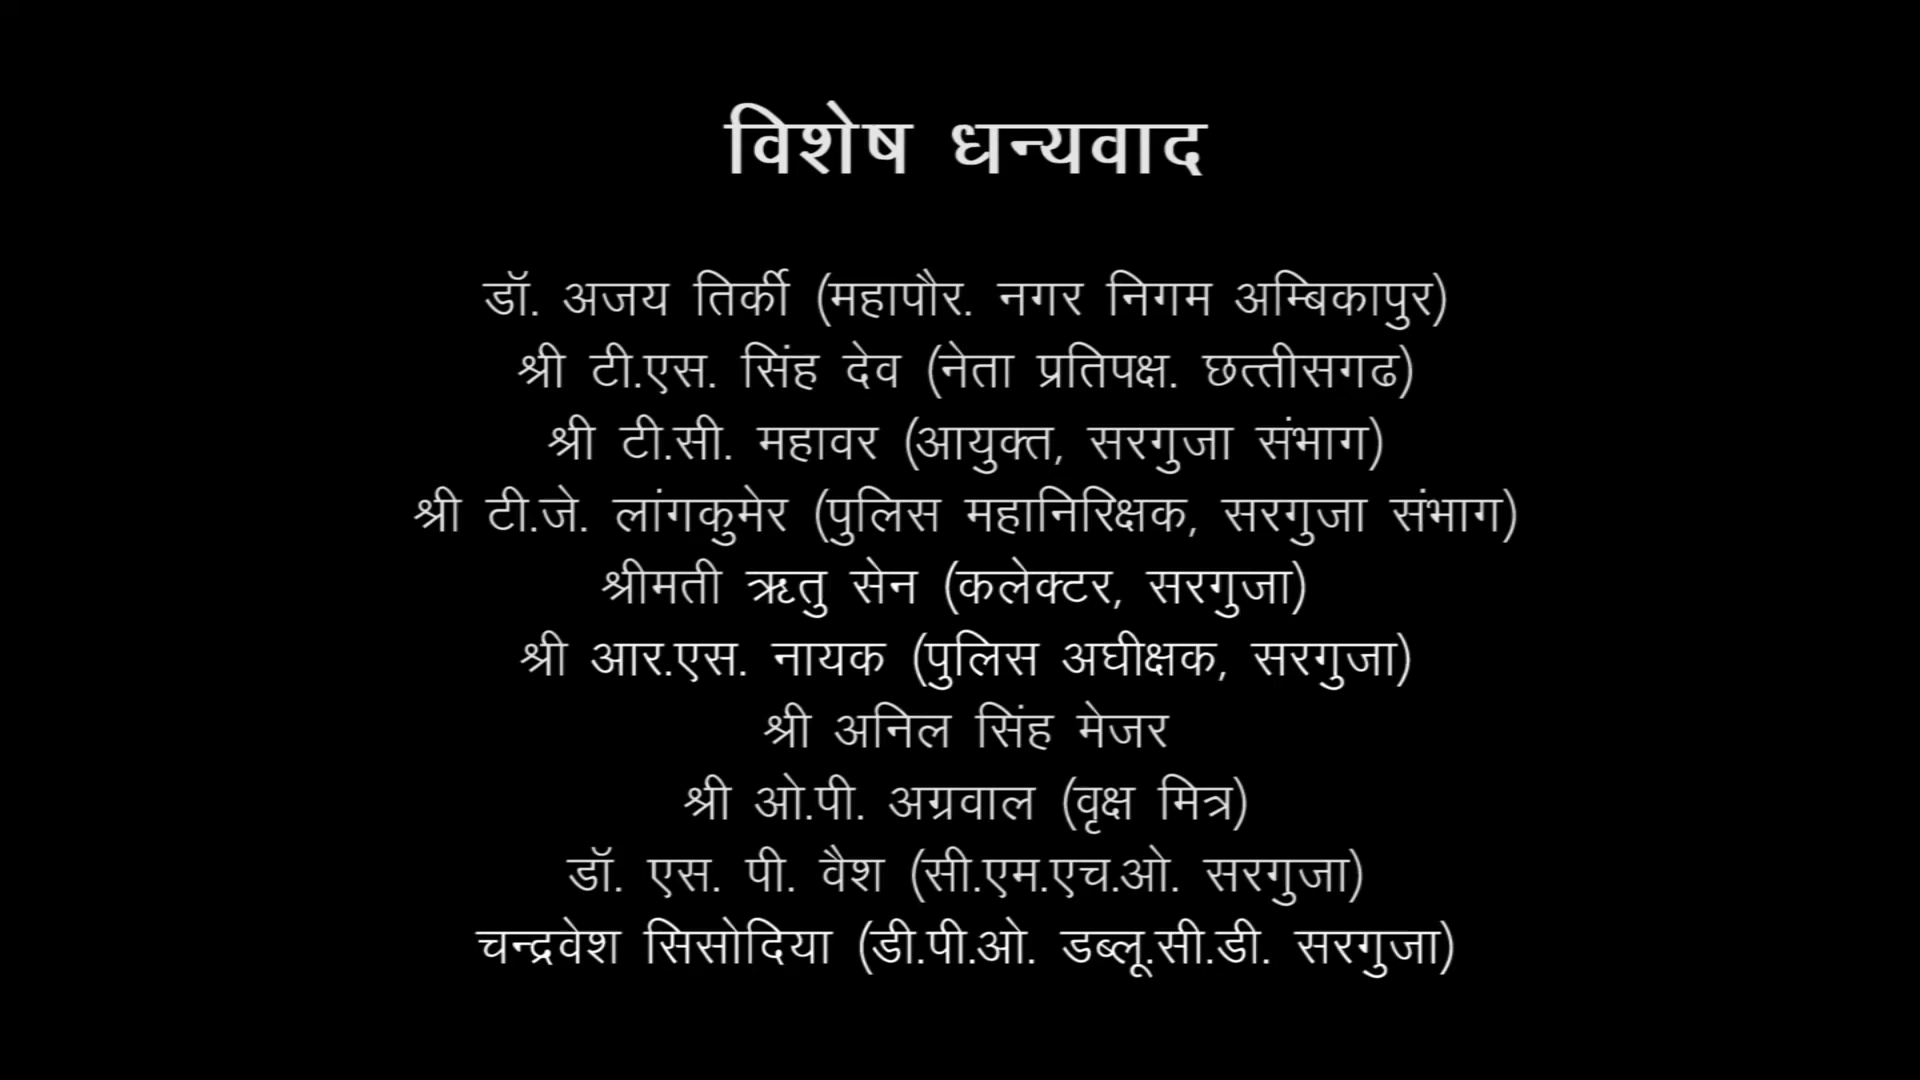 विशेष धन्यवाद
डॉ. अजय तिर्की (महापौर. नगर निगम अम्बिकापुर)
श्री टी.एस. सिंह देव (नेता प्रतिपक्ष. छत्तीसगढ)
श्री टी.सी. महावर (आयुक्त, सरगुजा संभाग)
श्री टी.जे. लांगकुमेर (पुलिस महानिरिक्षक, सरगुजा संभाग)
श्रीमती ऋतु सेन (कलेक्टर, सरगुजा)
श्री आर.एस. नायक (पुलिस अघीक्षक, सरगुजा)
श्री अनिल सिंह मेजर
श्री ओ.पी. अग्रवाल (वृक्ष मित्र)
डॉ. एस. पी. वैश (सी.एम.एच.ओ. सरगुजा)
चन्द्रवेश सिसोदिया (डी.पी.ओ. डब्लू.सी.डी. सरगुजा)